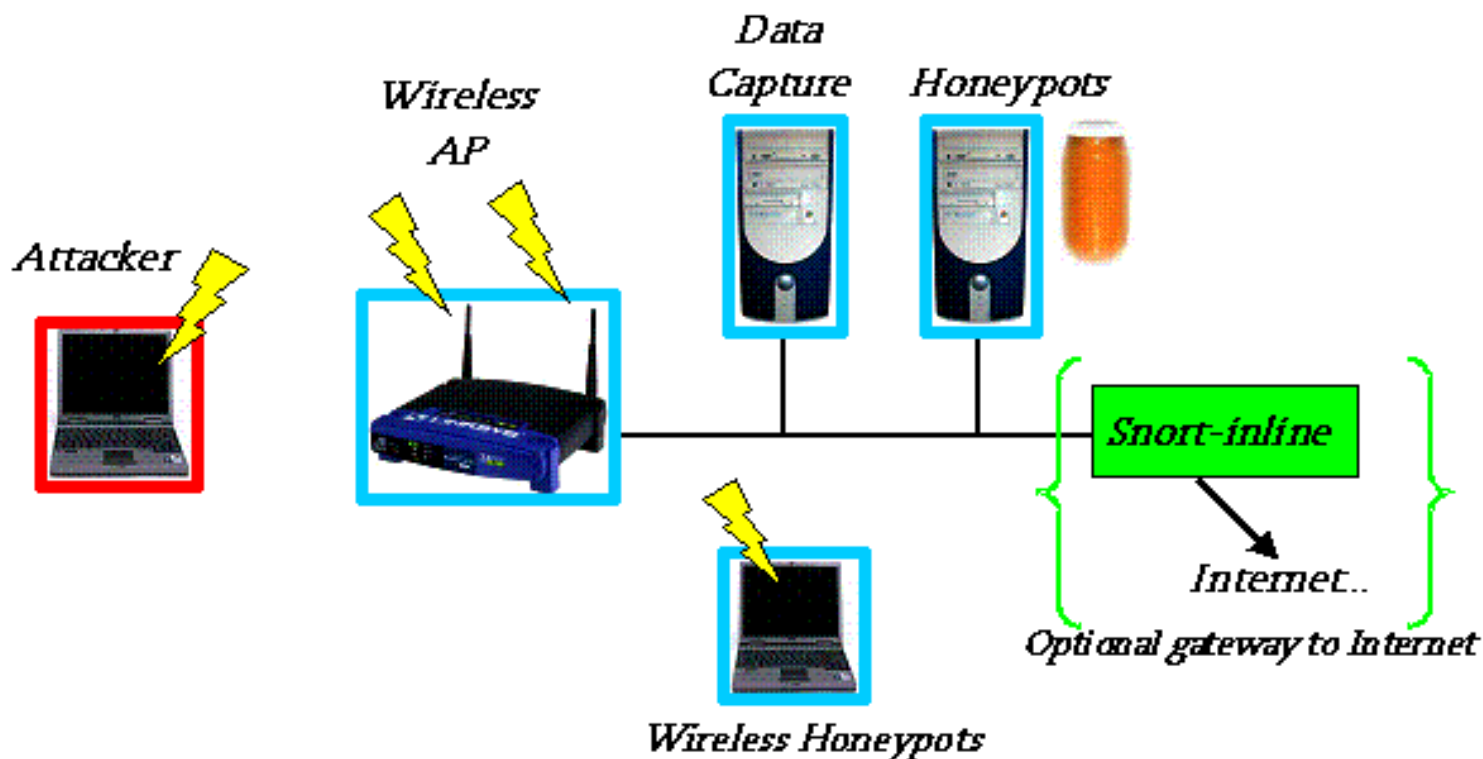 Data
Capture
Honeypots
Wireless
AP
Attacker
Snort-inline
Internet...
Optional gateway to Internet
Wireless Honeypots